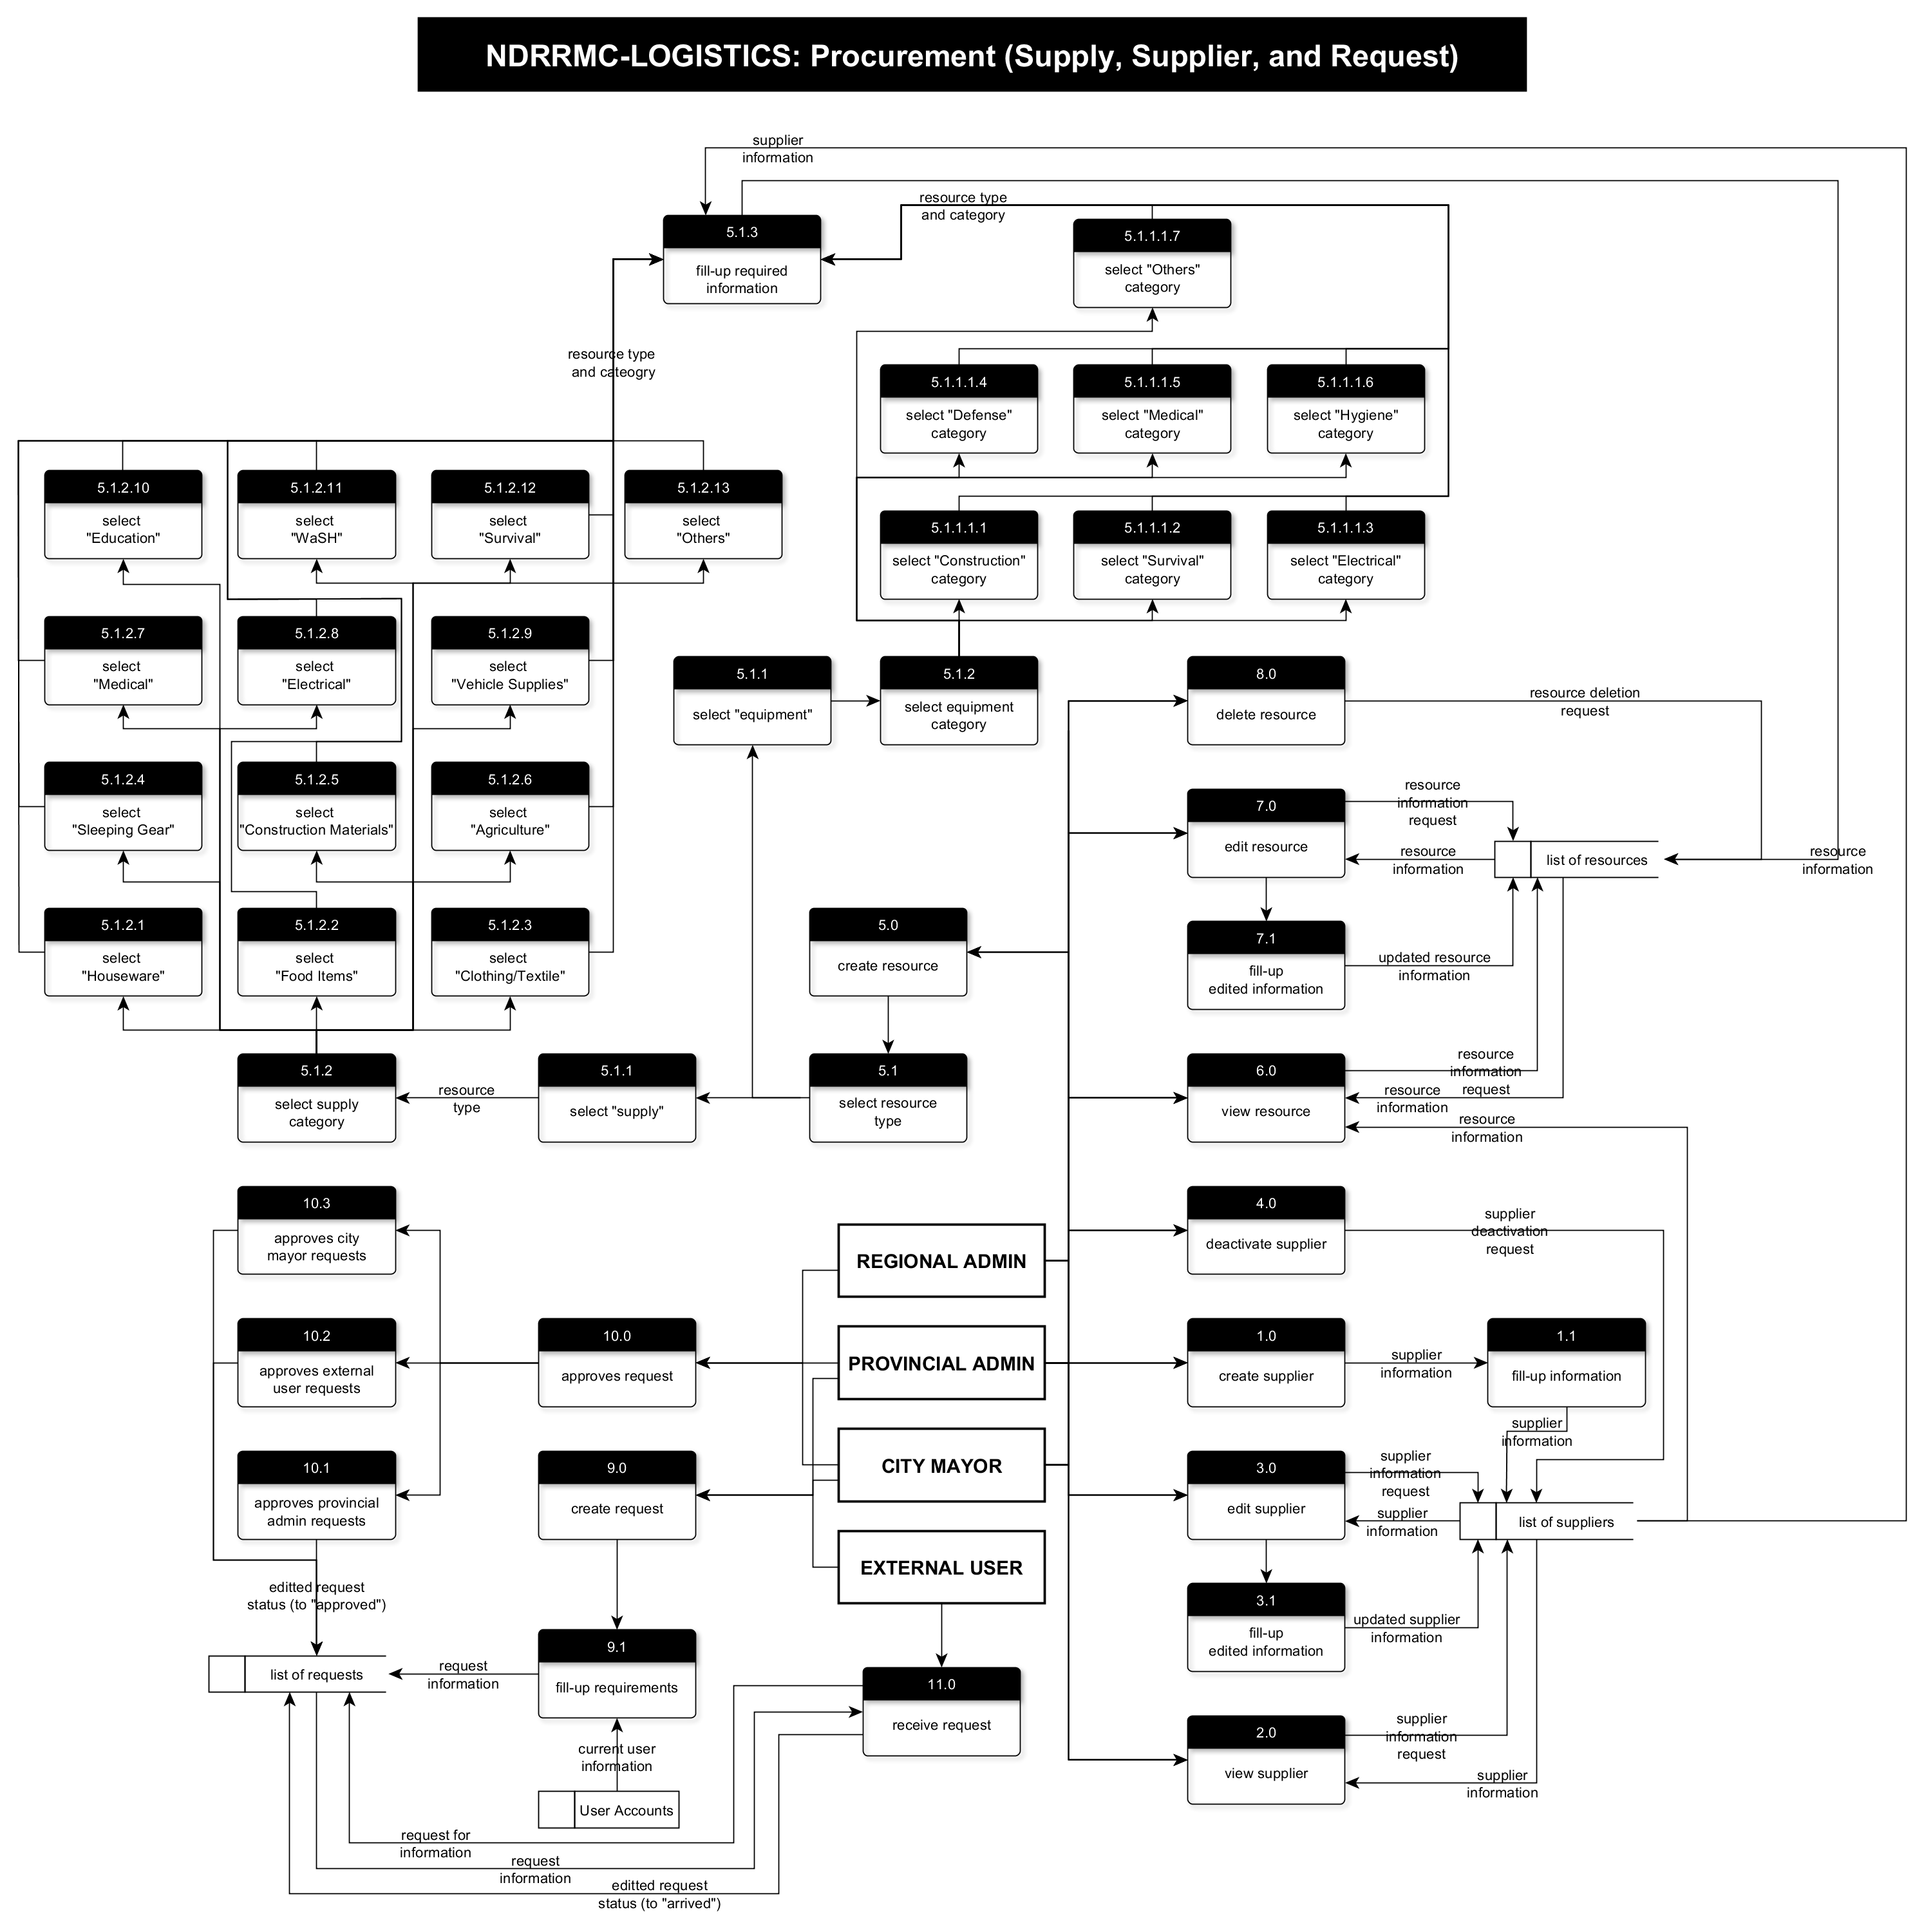 NDRRMC-LOGISTICS: Procurement (Supply, Supplier, and Request)
supplier
information
resource type
and category
5.1.3
fill-up required
information
5.1.1.1.7
select "Others"
category
resource type
and cateogry
5.1.1.1.4
select "Defense"
category
5.1.1.1.5
select "Medical"
category
5.1.1.1.6
select "Hygiene"
category
5.1.2.10
select
"Education"
5.1.2.11
select
"WaSH"
5.1.2.12
select
"Survival"
5.1.2.13
select
"Others"
5.1.1.1.1
select "Construction"
category
5.1.1.1.2
select "Survival"
category
5.1.1.1.3
select "Electrical"
category
5.1.2.7
select
"Medical"
5.1.2.8
select
"Electrical"
5.1.2.9
select
"Vehicle Supplies"
5.1.1
select "equipment"
5.1.2
select equipment
category
8.0
delete resource
resource deletion
request
5.1.2.4
select
"Sleeping Gear"
5.1.2.5
select
"Construction Materials"
5.1.2.6
select
"Agriculture"
7.0
edit resource
resource
information
request
resource
information
list of resources
resource
information
5.1.2.1
select
"Houseware"
5.1.2.2
select
"Food Items"
5.1.2.3
select
"Clothing/Textile"
5.0
create resource
7.1
fill-up
edited information
updated resource
information
5.1.2
select supply
category
resource
type
5.1.1
select "supply"
5.1
select resource
type
6.0
view resource
resource
information
request
resource
information
resource
information
10.3
approves city
mayor requests
REGIONAL ADMIN
4.0
deactivate supplier
supplier
deactivation
request
10.2
approves external
user requests
10.0
approves request
PROVINCIAL ADMIN
1.0
create supplier
supplier
information
1.1
fill-up information
supplier
information
10.1
approves provincial
admin requests
9.0
create request
CITY MAYOR
3.0
edit supplier
supplier
information
request
supplier
information
list of suppliers
EXTERNAL USER
editted request
status (to "approved")
3.1
fill-up
edited information
updated supplier
information
list of requests
request
information
9.1
fill-up requirements
11.0
receive request
current user
information
User Accounts
2.0
view supplier
supplier
information
request
supplier
information
request for
information
request
information
editted request
status (to "arrived")